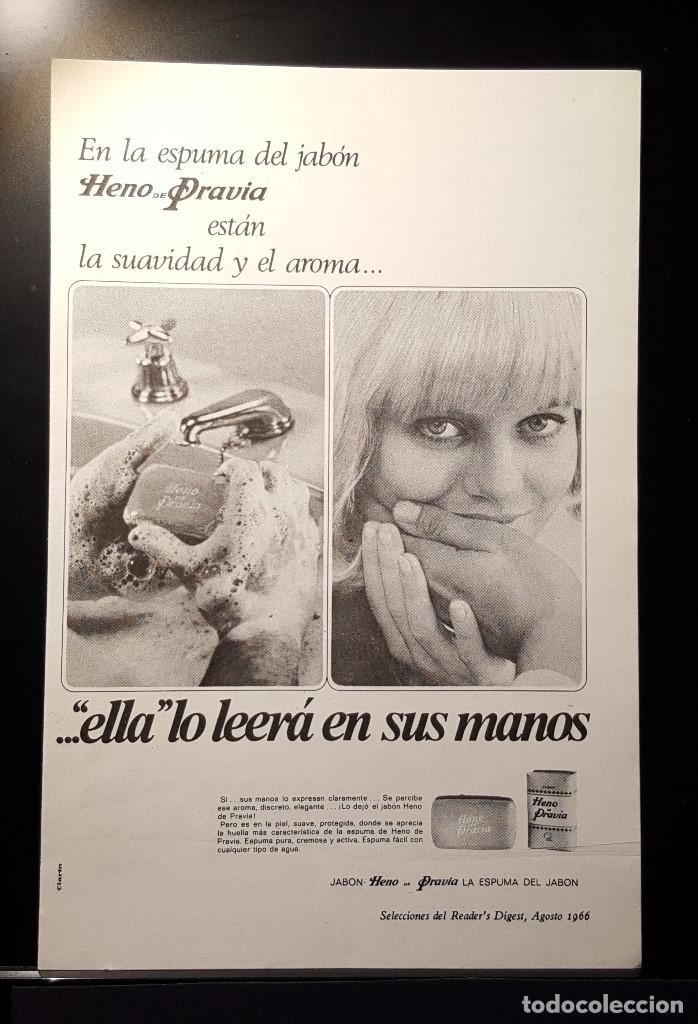 En la espuma del jabón
Heno DE Pravia
están
la suavidad y el aroma...
Heno
DE
Pravia
..."ella" lo leerá en sus manos
Si ... sus manos lo expresan claramente ... Se percibe
ese aroma, discreto, elegante ... ¡Lo dejó el jabón Heno
de Pravia!
Pero es en la piel, suave, protegida, donde se aprecia
la huella más característica de la espuma de Heno de
Pravia. Espuma pura, cremosa y activa. Espuma fácil con
cualquier tipo de agua.
Heno
DE
Pravia
Heno
DE
Pravia
Clarín
JABON- Heno DE Pravia LA ESPUMA DEL JABON
Selecciones del Reader's Digest, Agosto 1966
todocoleccion